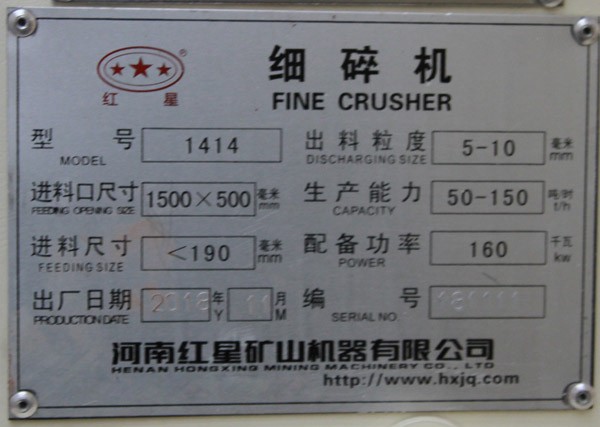 ®
红 星
细碎机
FINE CRUSHER
型 号 1414
MODEL
出料粒度 5-10 毫米
DISCHARGING SIZE mm
进料口尺寸 1500×500 毫米
FEEDING OPENING SIZE mm
生产能力 50-150 吨/时
CAPACITY t/h
进料尺寸 <190 毫米
FEEDING SIZE mm
配备功率 160 千瓦
POWER kw
出厂日期 2018 年 11 月
PRODUCTION DATE Y M
编 号
SERIAL NO
河南红星矿山机器有限公司
HENAN HONGXING MINING MACHINERY CO., LTD
http://www.hxjq.com